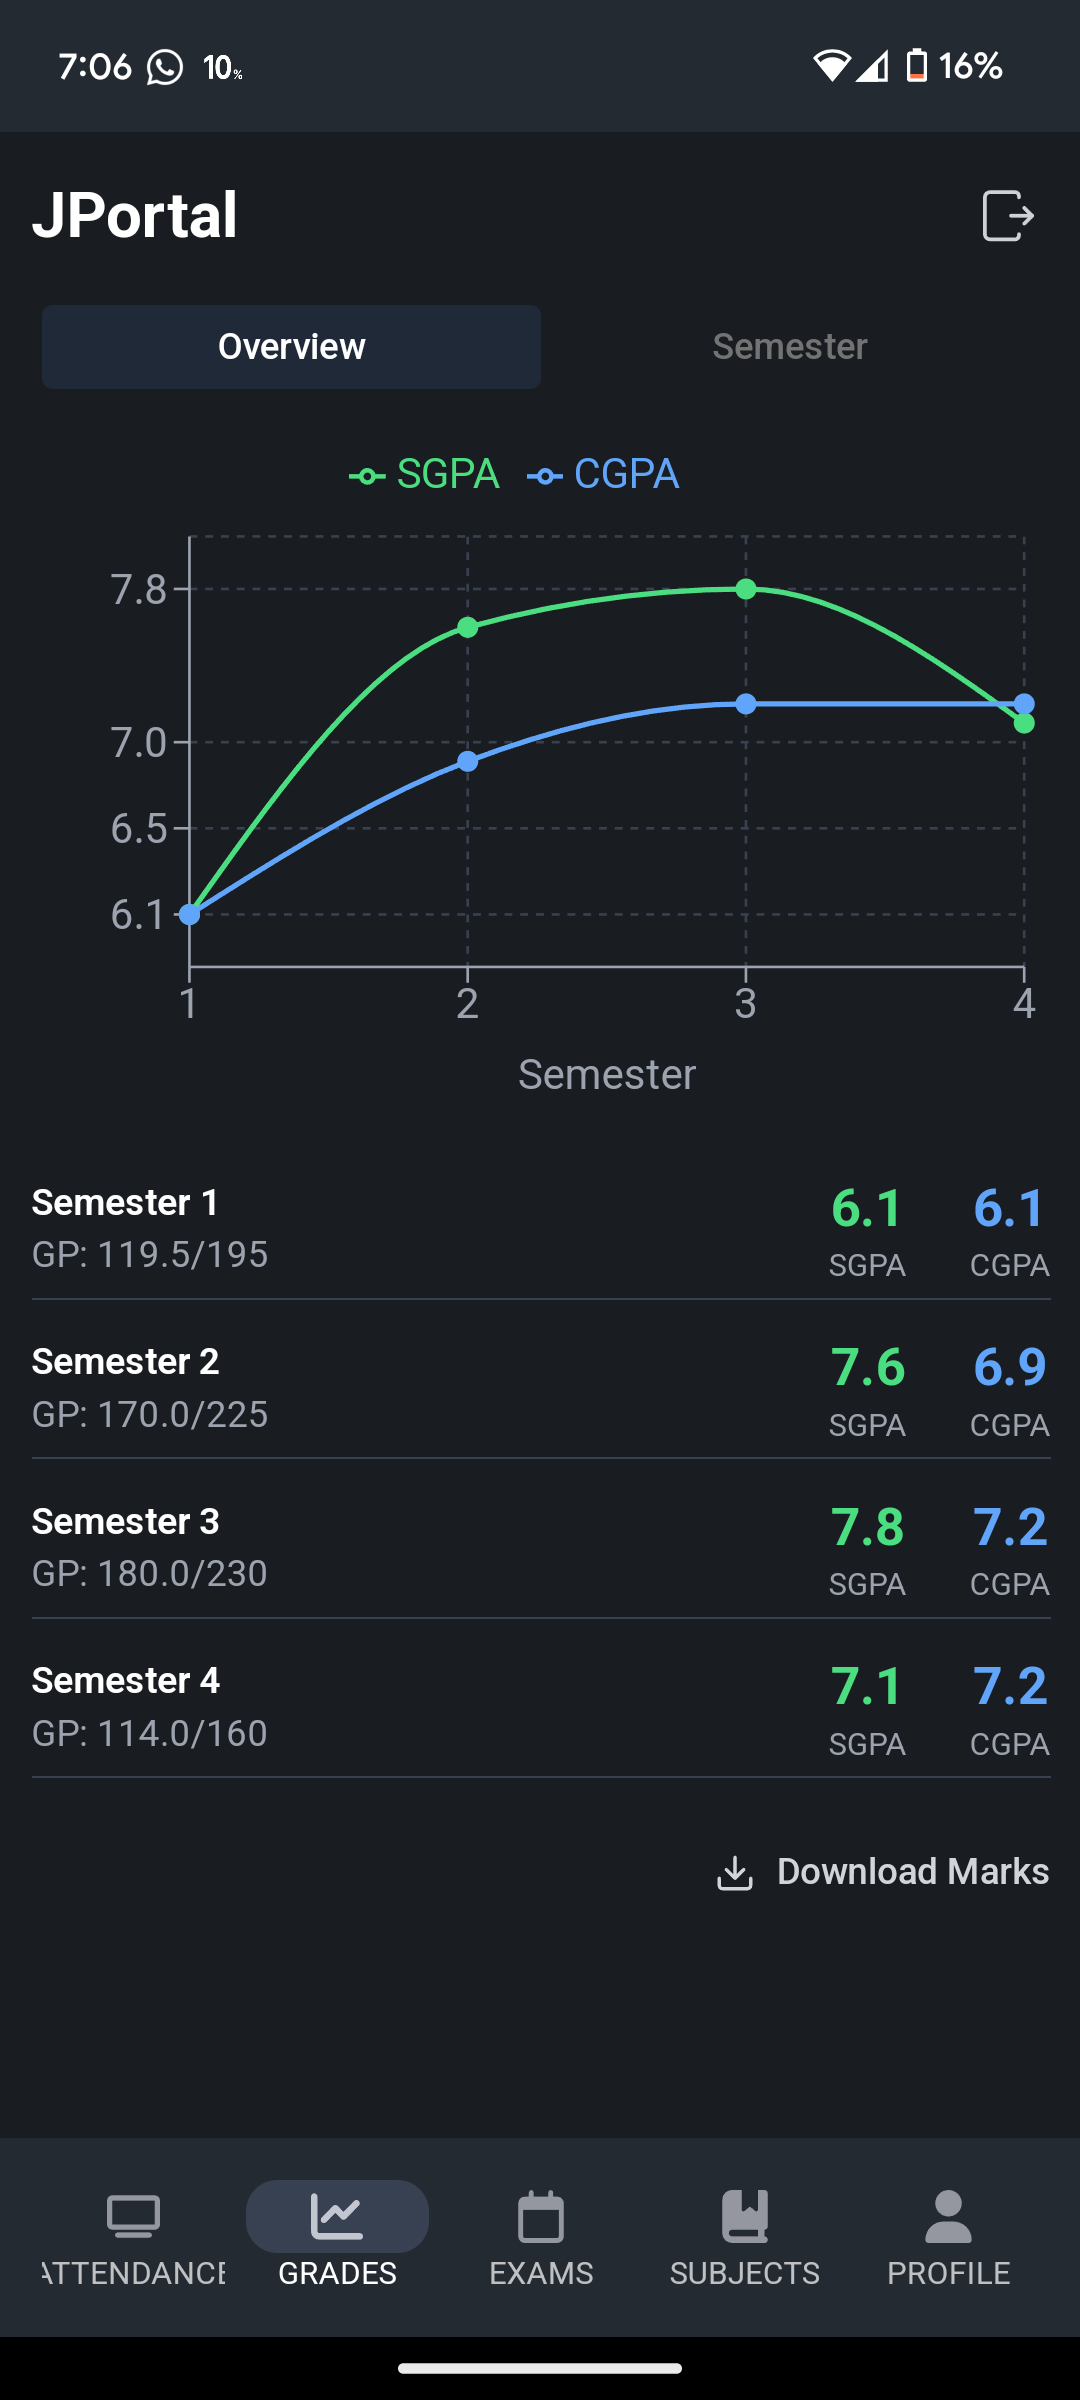 7:06 10% 16%
JPortal
Overview Semester
SGPA CGPA
7.8
7.0
6.5
6.1
1 2 3 4
Semester
Semester 1 6.1 6.1
GP: 119.5/195 SGPA CGPA
Semester 2 7.6 6.9
GP: 170.0/225 SGPA CGPA
Semester 3 7.8 7.2
GP: 180.0/230 SGPA CGPA
Semester 4 7.1 7.2
GP: 114.0/160 SGPA CGPA
Download Marks
ATTENDANCE GRADES EXAMS SUBJECTS PROFILE